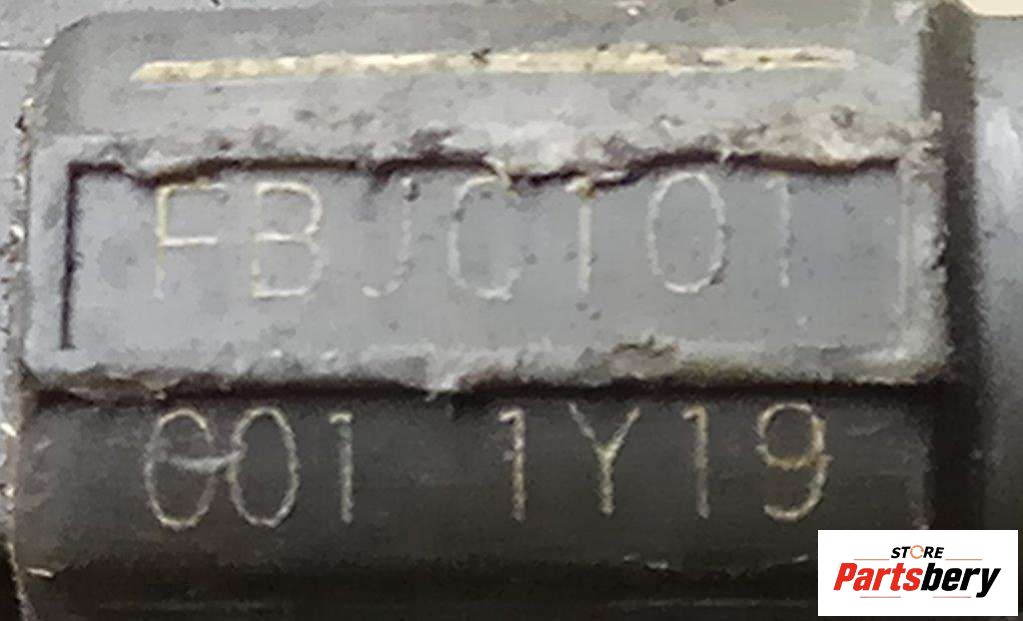 FBJC101
G01 1Y19
STORE
Partsbery